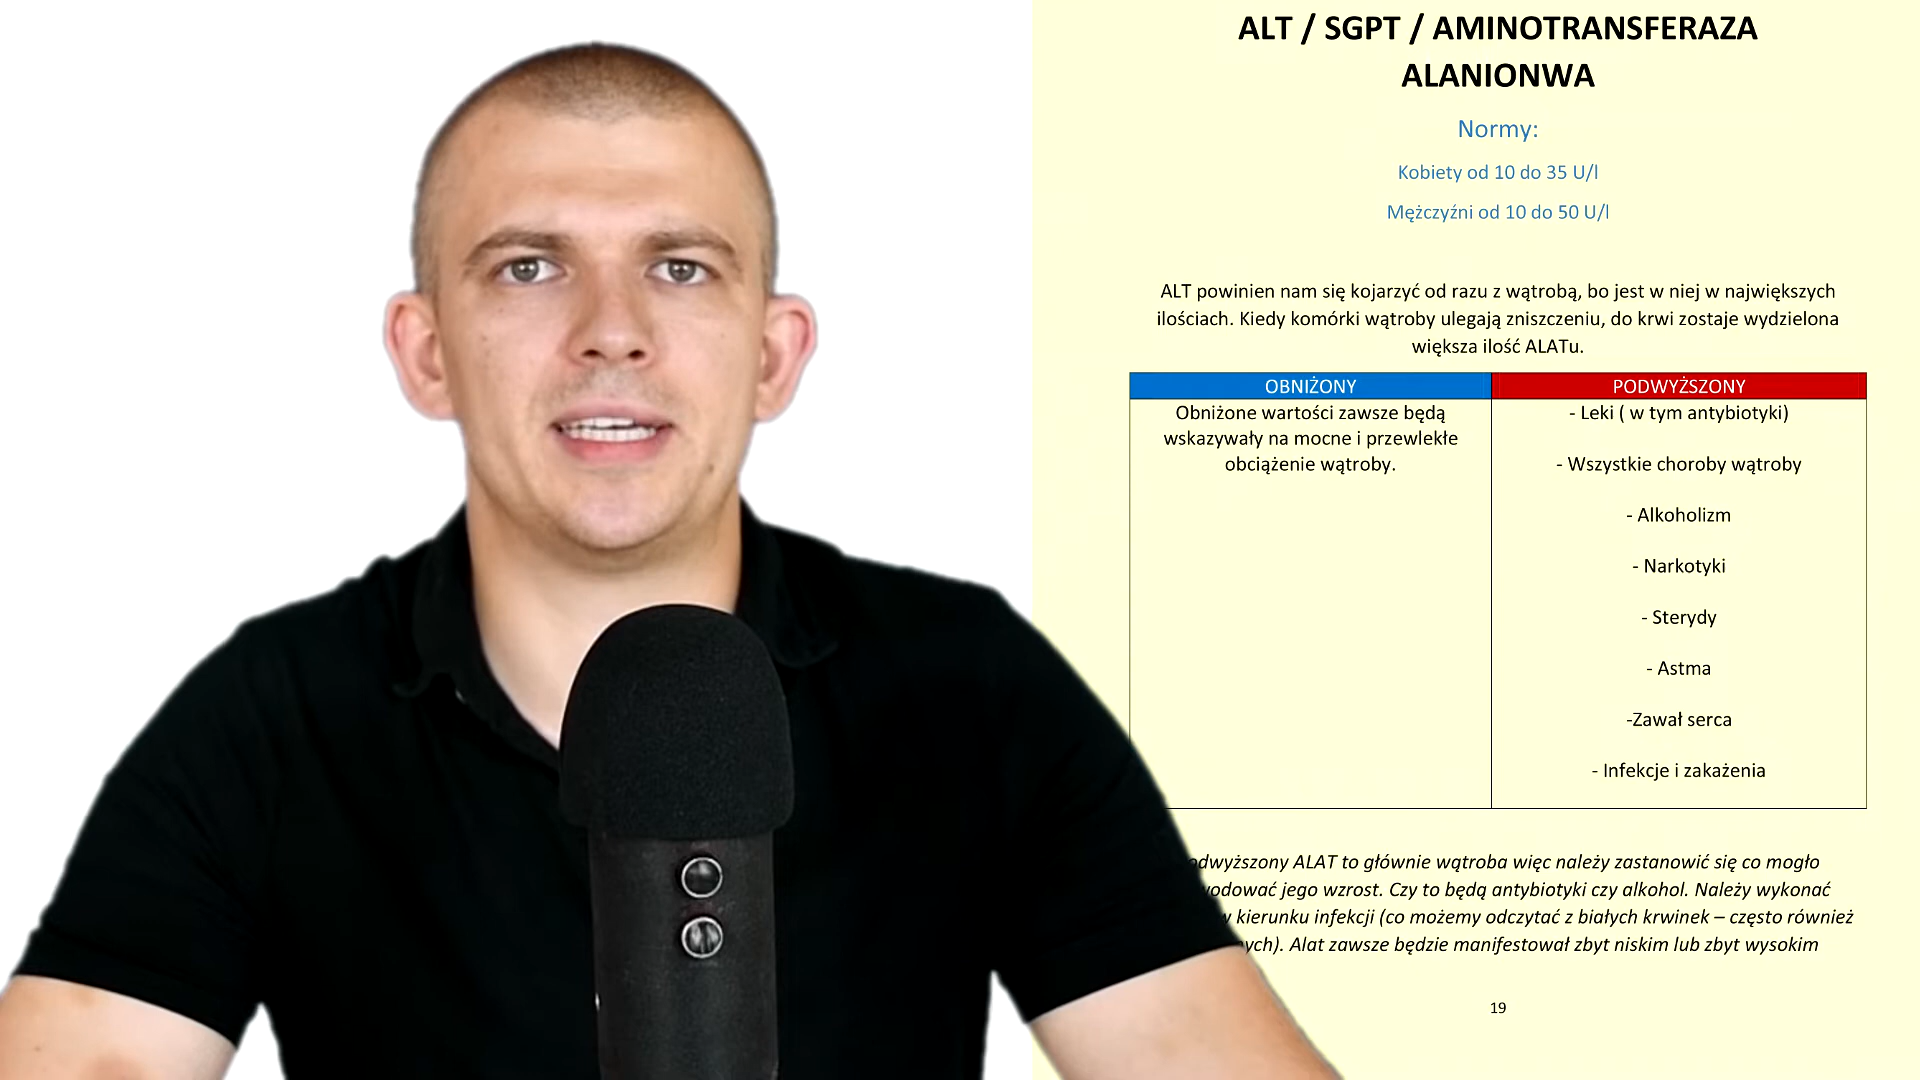 ALT / SGPT / AMINOTRANSFERAZA
ALANIONWA
Normy:
Kobiety od 10 do 35 U/l
Mężczyźni od 10 do 50 U/l
ALT powinien nam się kojarzyć od razu z wątrobą, bo jest w niej w największych
ilościach. Kiedy komórki wątroby ulegają zniszczeniu, do krwi zostaje wydzielona
większa ilość ALATu.
OBNIŻONY
Obniżone wartości zawsze będą
wskazywały na mocne i przewlekłe
obciążenie wątroby.
PODWYŻSZONY
- Leki ( w tym antybiotyki)
- Wszystkie choroby wątroby
- Alkoholizm
- Narkotyki
- Sterydy
- Astma
-Zawał serca
- Infekcje i zakażenia
odwyższony ALAT to głównie wątroba więc należy zastanowić się co mogło
wodować jego wzrost. Czy to będą antybiotyki czy alkohol. Należy wykonać
w kierunku infekcji (co możemy odczytać z białych krwinek – często również
nych). Alat zawsze będzie manifestował zbyt niskim lub zbyt wysokim
19